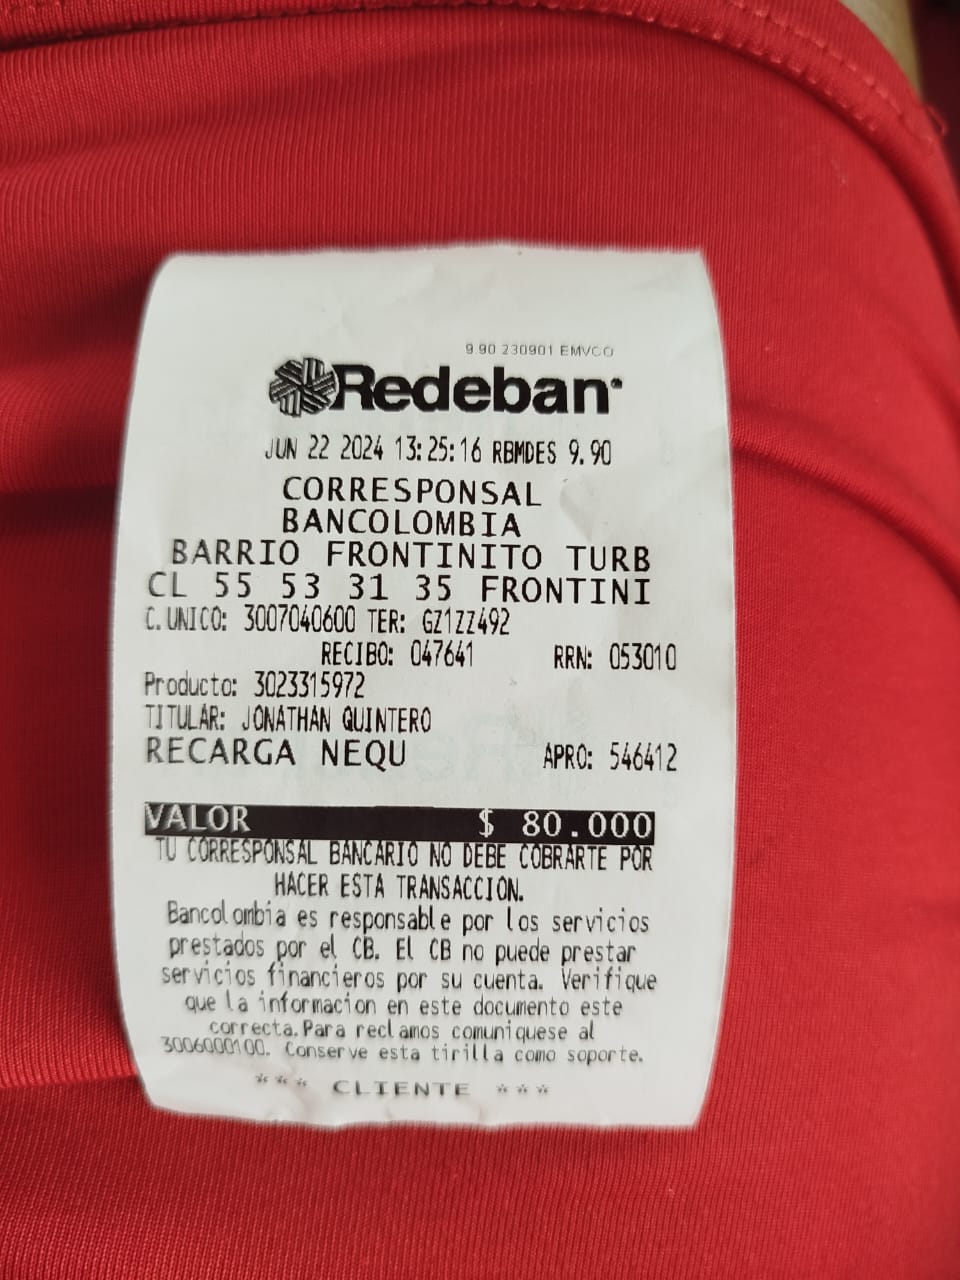 9.90 230901 EMVCO
Redeban
JUN 22 2024 13:25:16 RBMDES 9.90
CORRESPONSAL
BANCOLOMBIA
BARRIO FRONTINITO TURB
CL 55 53 31 35 FRONTINI
C.UNICO: 3007040600 TER: GZ1ZZ492
RECIBO: 047641 RRN: 053010
Producto: 3023315972
TITULAR: JONATHAN QUINTERO
RECARGA NEQU APRO: 546412
VALOR $ 80.000
TU CORRESPONSAL BANCARIO NO DEBE COBRARTE POR
HACER ESTA TRANSACCION.
Bancolombia es responsable por los servicios
prestados por el CB. El CB no puede prestar
servicios financieros por su cuenta. Verifique
que la informacion en este documento este
correcta.Para reclamos comuniquese al
3006000100. Conserve esta tirilla como soporte.
*** CLIENTE ***